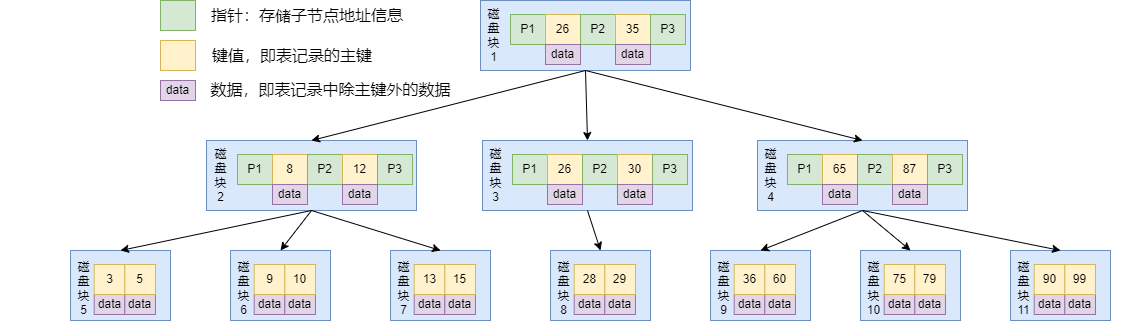 指针：存储子节点地址信息
键值，即表记录的主键
data 数据，即表记录中除主键外的数据
磁盘块1 P1 26 P2 35 P3
data data
磁盘块2 P1 8 P2 12 P3
data data
磁盘块3 P1 26 P2 30 P3
data data
磁盘块4 P1 65 P2 87 P3
data data
磁盘块5 3 5
data data
磁盘块6 9 10
data data
磁盘块7 13 15
data data
磁盘块8 28 29
data data
磁盘块9 36 60
data data
磁盘块10 75 79
data data
磁盘块11 90 99
data data